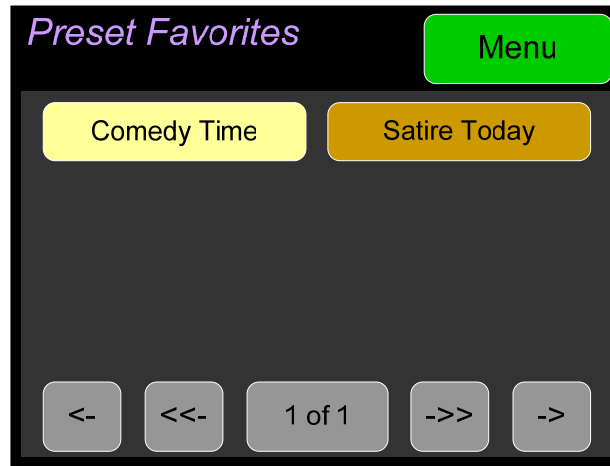 Preset Favorites
Menu
Comedy Time
Satire Today
<-
<<-
1 of 1
->>
->